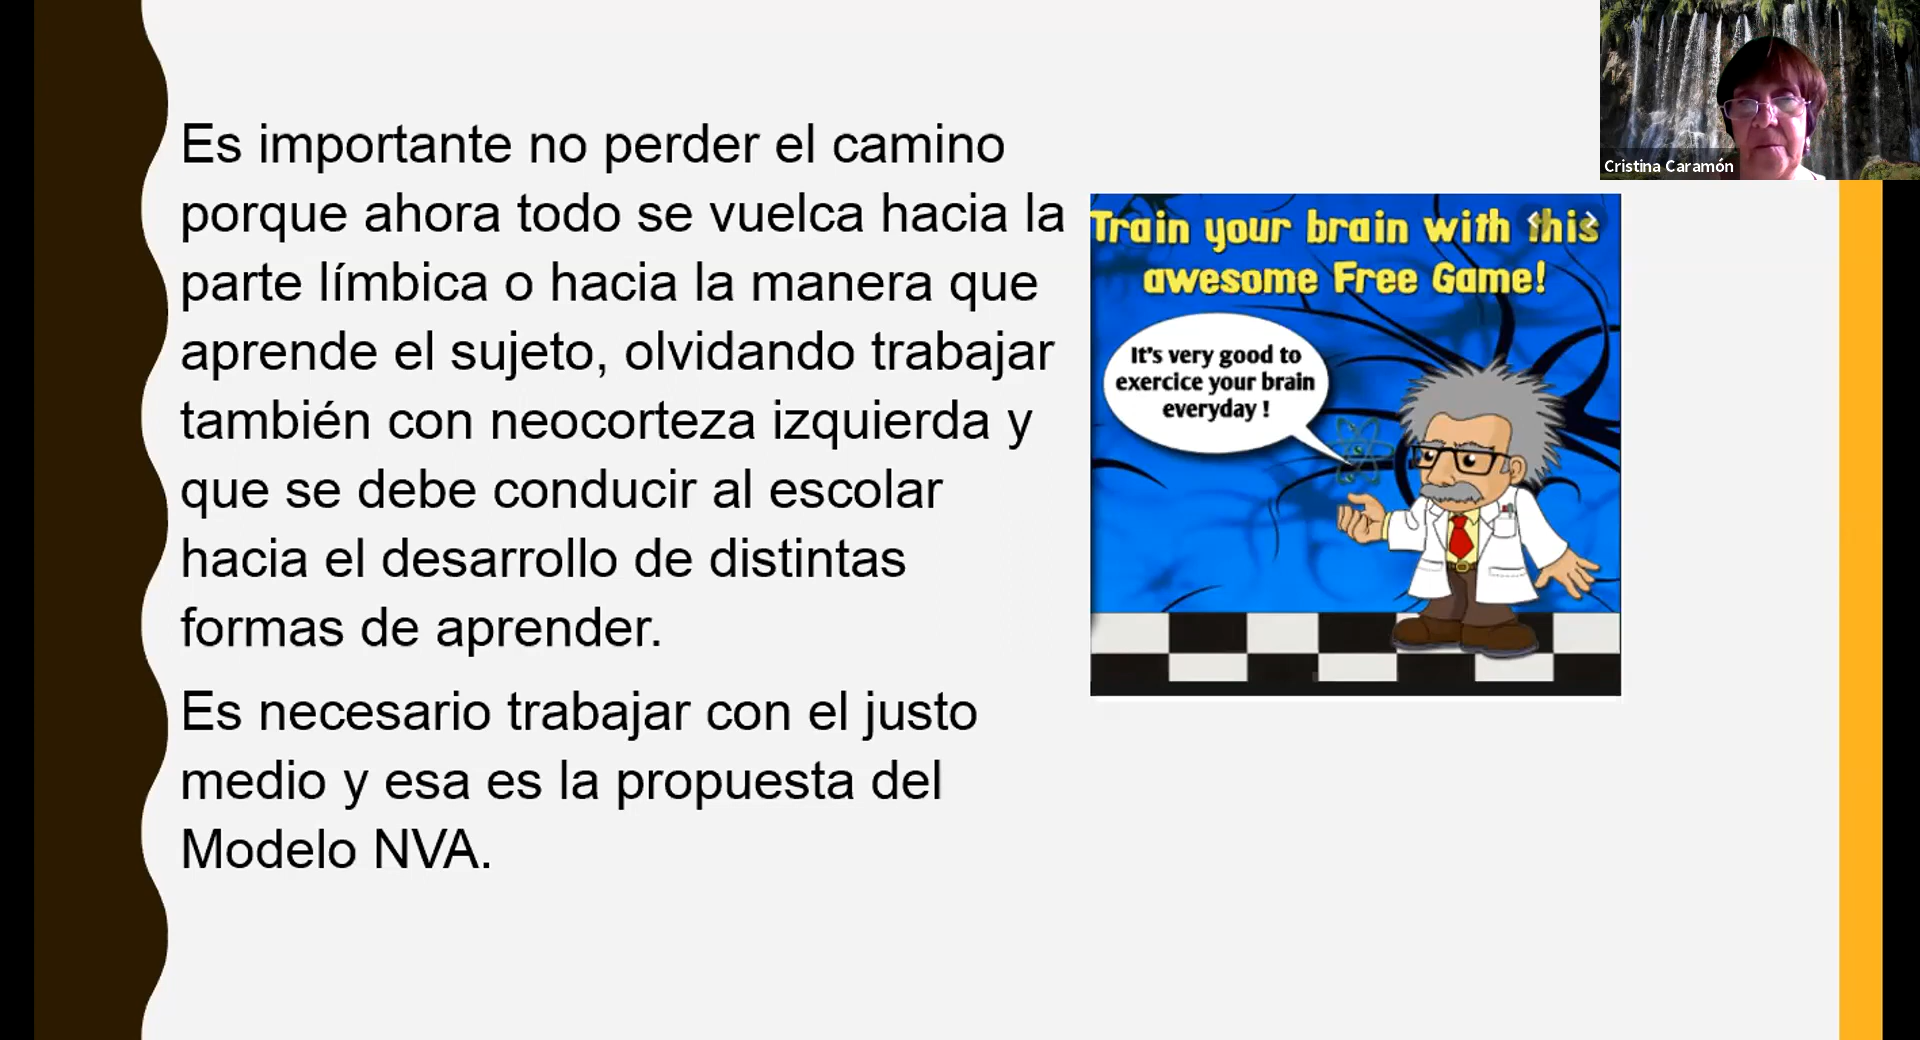 Es importante no perder el camino
porque ahora todo se vuelca hacia la
parte límbica o hacia la manera que
aprende el sujeto, olvidando trabajar
también con neocorteza izquierda y
que se debe conducir al escolar
hacia el desarrollo de distintas
formas de aprender.
Es necesario trabajar con el justo
medio y esa es la propuesta del
Modelo NVA.
Train your brain with this
awesome Free Game!
It's very good to
exercice your brain
everyday !
Cristina Caramón